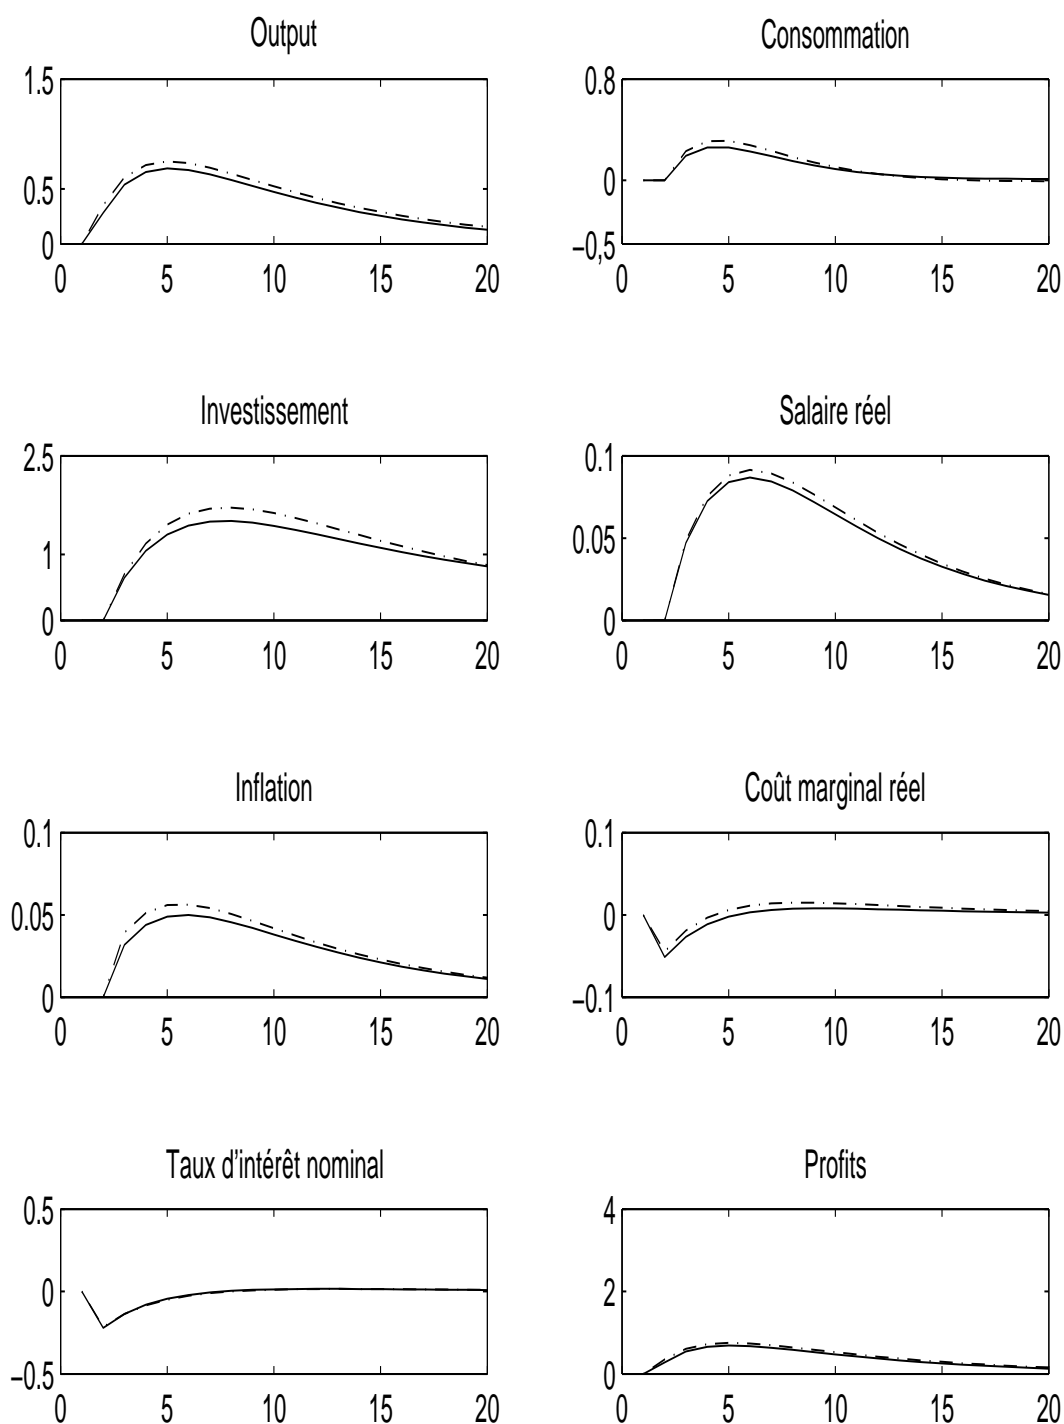 Output
1.5
0.5
0
0 5 10 15 20
Consommation
0.8
0
−0,5
0 5 10 15 20
Investissement
2.5
1
0
0 5 10 15 20
Salaire réel
0.1
0.05
0
0 5 10 15 20
Inflation
0.1
0.05
0
0 5 10 15 20
Coût marginal réel
0.1
0
−0.1
0 5 10 15 20
Taux d'intérêt nominal
0.5
0
−0.5
0 5 10 15 20
Profits
4
2
0
0 5 10 15 20